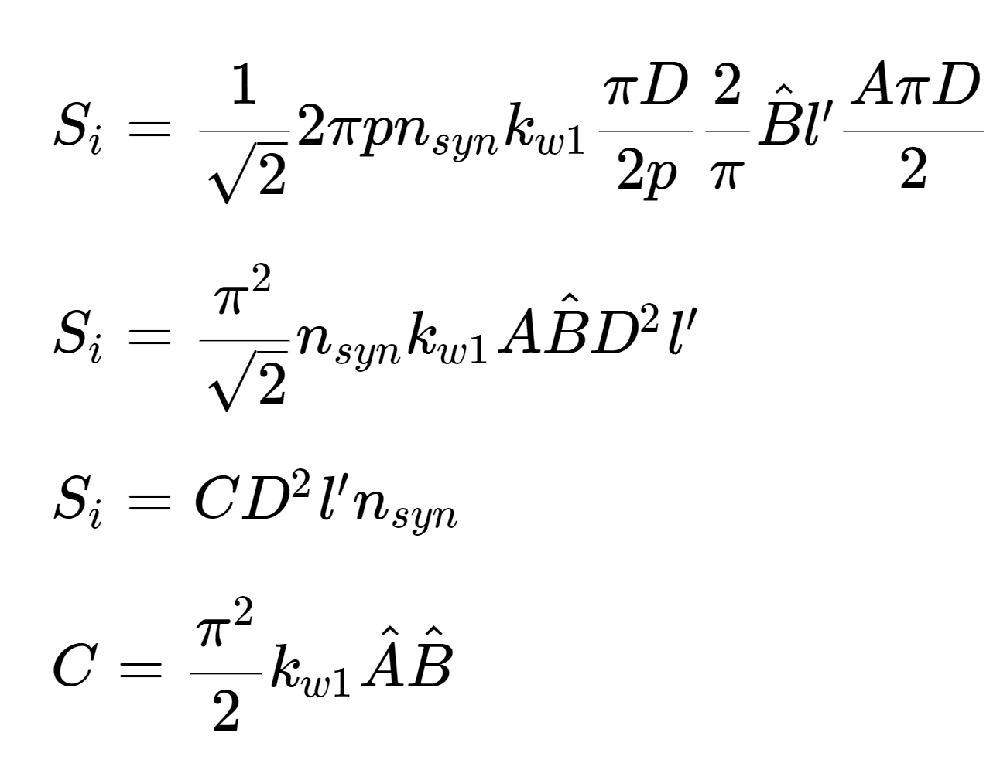 $S_i = \frac{1}{\sqrt{2}} 2\pi p n_{syn} k_{w1} \frac{\pi D}{2p} \frac{2}{\pi} \hat{B} l' \frac{A\pi D}{2}$
$S_i = \frac{\pi^2}{\sqrt{2}} n_{syn} k_{w1} A \hat{B} D^2 l'$
$S_i = C D^2 l' n_{syn}$
$C = \frac{\pi^2}{2} k_{w1} \hat{A} \hat{B}$